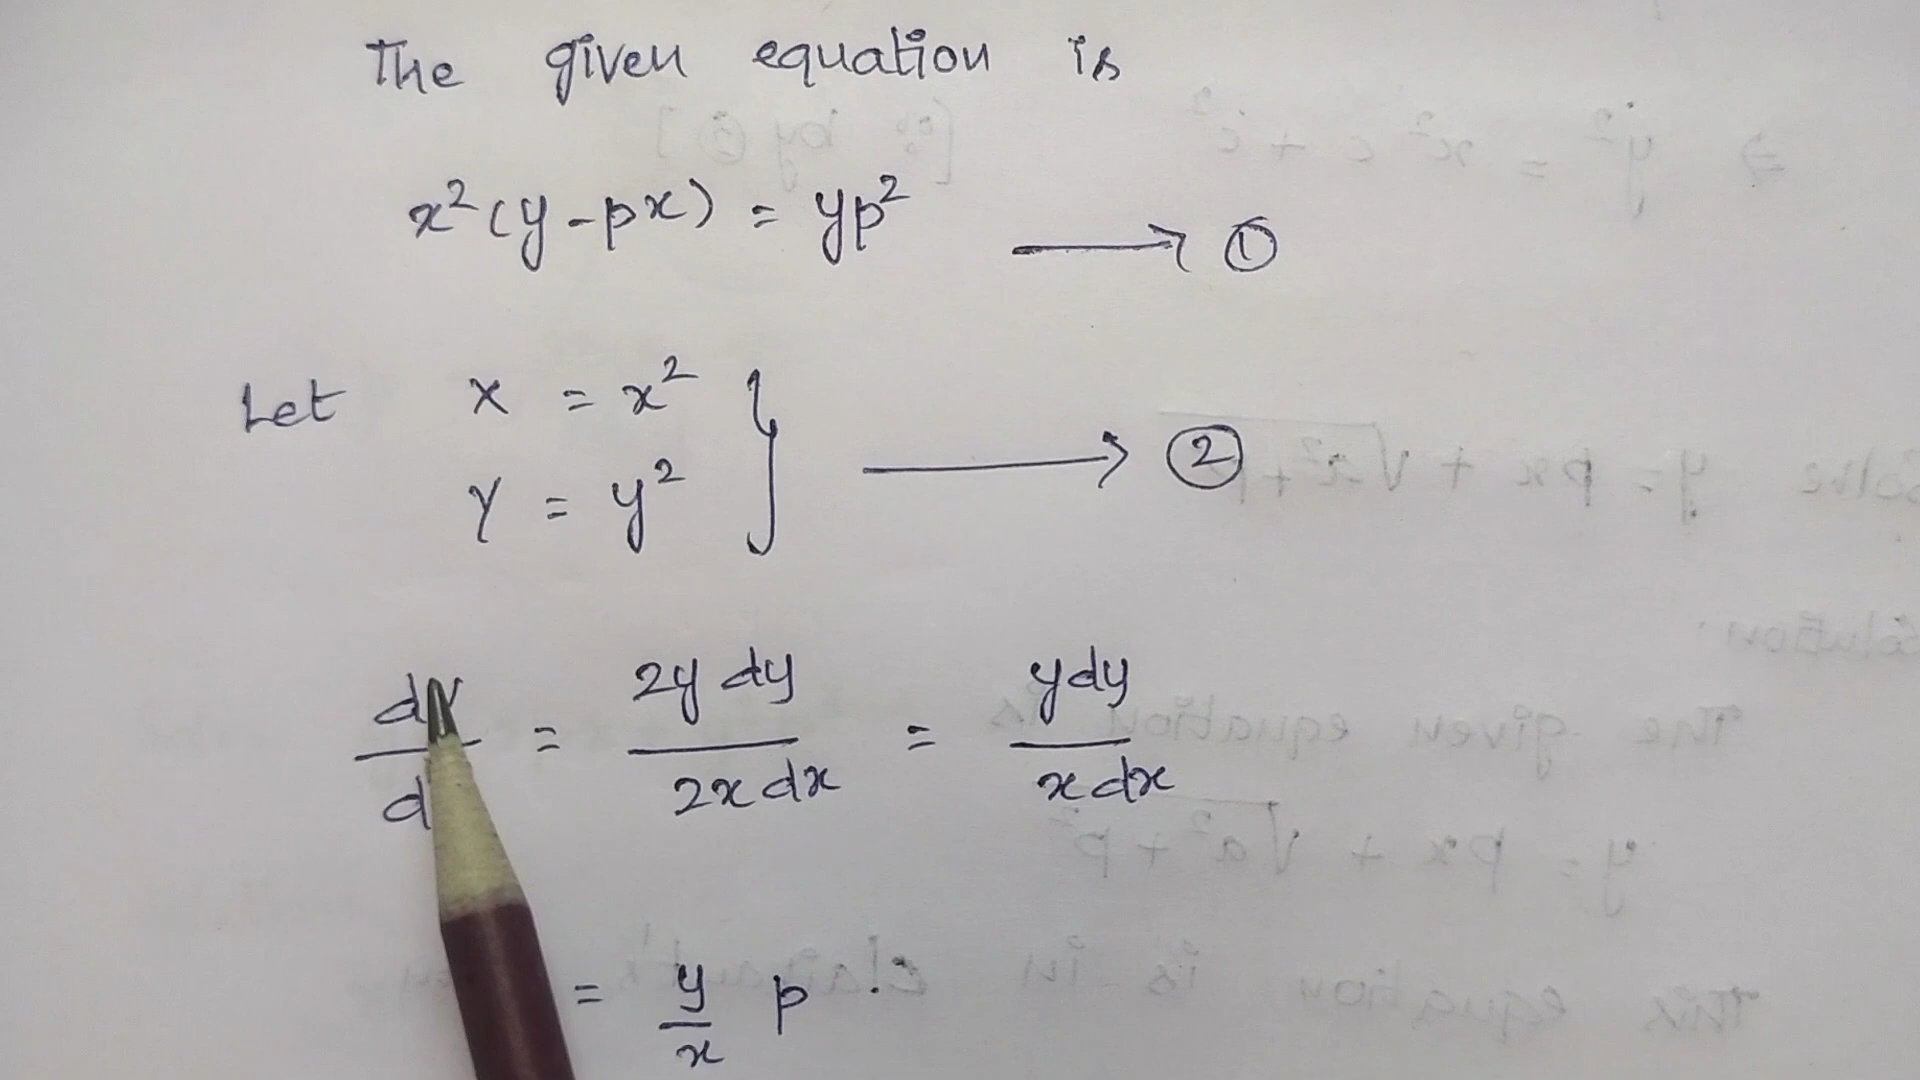 The given equation is
x²(y-px) = yp² → ①
Let X = x²
Y = y² } → ②
dY/d = 2y dy/2x dx = y dy/x dx
= y/x p